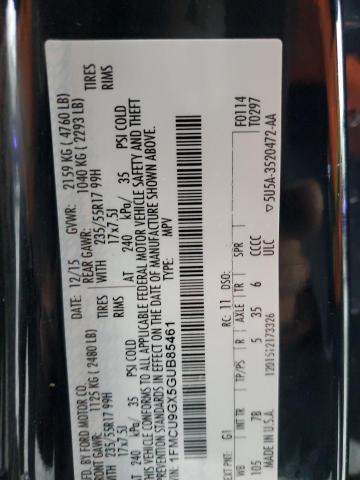 MFD. BY FORD MOTOR CO.
DATE: 12/15 GVWR: 2159 KG ( 4760 LB)
FRONT GAWR: 1125 KG ( 2480 LB) REAR GAWR: 1040 KG ( 2293 LB)
235/55R17 99H TIRES 235/55R17 99H TIRES
17x7.5J RIMS 17x7.5J RIMS
AT 240 kPa/ 35 PSI COLD AT 240 kPa/ 35 PSI COLD
THIS VEHICLE CONFORMS TO ALL APPLICABLE FEDERAL MOTOR VEHICLE SAFETY AND THEFT
PREVENTION STANDARDS IN EFFECT ON THE DATE OF MANUFACTURE SHOWN ABOVE.
1FMCU9GX5GUB85461 TYPE: MPV
F0114
T0297
EXT PNT: G1 RC: 11 DSO:
WB INT TR TP/PS R AXLE TR SPR
105 7B 5 35 6 CCCC
U.S.A. 12015l2173326 ULC
▽5U5A-3520472-AA